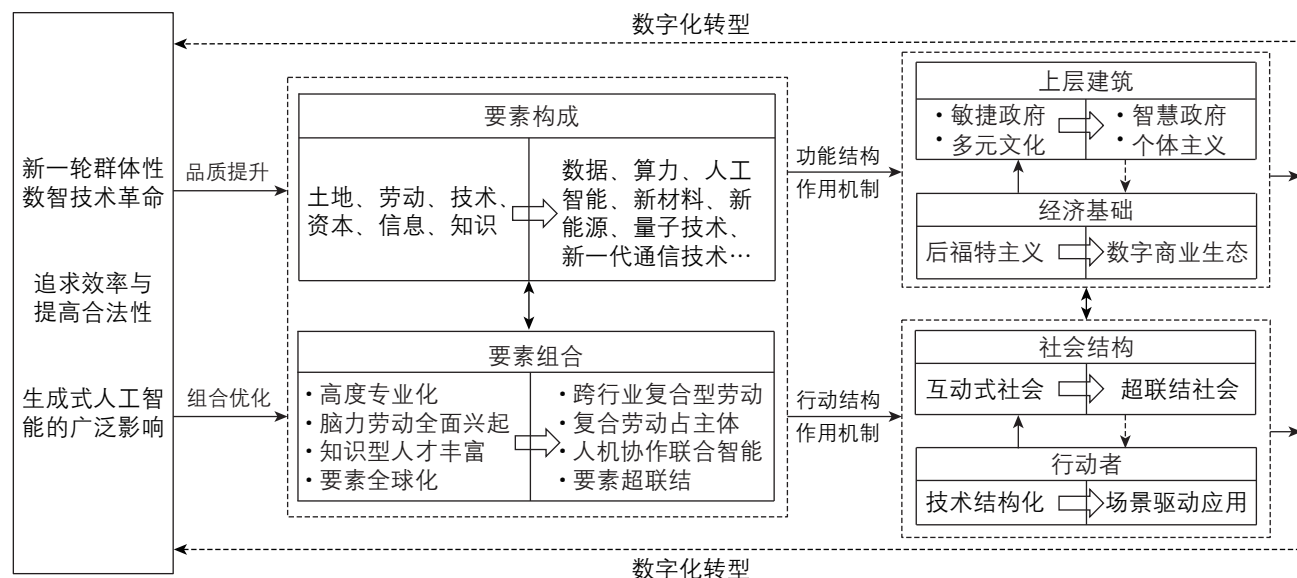 数字化转型
新一轮群体性
数智技术革命
追求效率与
提高合法性
生成式人工智
能的广泛影响
品质提升
组合优化
要素构成
土地、劳动、技术、
资本、信息、知识
数据、算力、人工
智能、新材料、新
能源、量子技术、
新一代通信技术…
要素组合
·高度专业化
·脑力劳动全面兴起
·知识型人才丰富
·要素全球化
·跨行业复合型劳动
·复合劳动占主体
·人机协作联合智能
·要素超联结
功能结构
作用机制
行动结构
作用机制
上层建筑
·敏捷政府
·多元文化
·智慧政府
·个体主义
经济基础
后福特主义
数字商业生态
社会结构
互动式社会
超联结社会
行动者
技术结构化
场景驱动应用
数字化转型